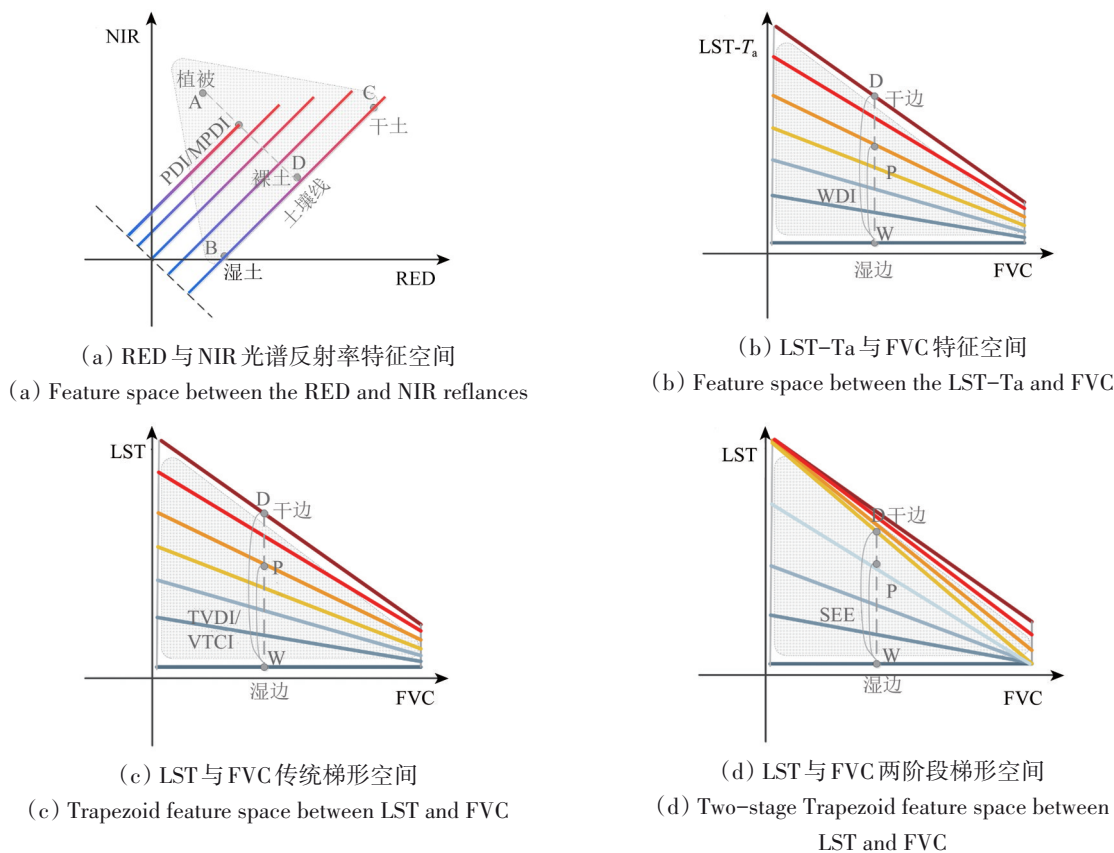 NIR
植被
A
C
干土
PDI/MPDI
D
裸土
土壤线
B
湿土
RED
(a) RED与NIR光谱反射率特征空间
(a) Feature space between the RED and NIR reflances
LST-Ta
D
干边
P
WDI
W
湿边
FVC
(b) LST-Ta与FVC特征空间
(b) Feature space between the LST-Ta and FVC
LST
D
干边
P
TVDI/
VTCI
W
湿边
FVC
(c) LST与FVC传统梯形空间
(c) Trapezoid feature space between LST and FVC
LST
D
干边
P
SEE
W
湿边
FVC
(d) LST与FVC两阶段梯形空间
(d) Two-stage Trapezoid feature space between
LST and FVC